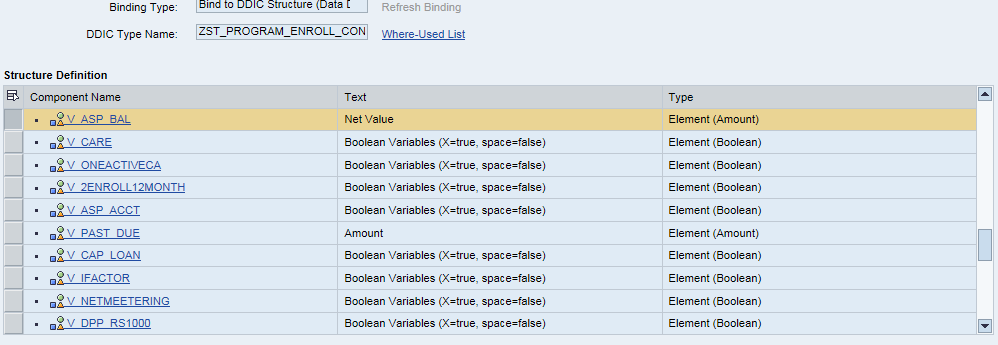 Binding Type: Bind to DDIC Structure (Data D Refresh Binding
DDIC Type Name: ZST_PROGRAM_ENROLL_CON Where-Used List
Structure Definition
Component Name Text Type
V_ASP_BAL Net Value Element (Amount)
V_CARE Boolean Variables (X=true, space=false) Element (Boolean)
V_ONEACTIVECA Boolean Variables (X=true, space=false) Element (Boolean)
V_2ENROLL12MONTH Boolean Variables (X=true, space=false) Element (Boolean)
V_ASP_ACCT Boolean Variables (X=true, space=false) Element (Boolean)
V_PAST_DUE Amount Element (Amount)
V_CAP_LOAN Boolean Variables (X=true, space=false) Element (Boolean)
V_IFACTOR Boolean Variables (X=true, space=false) Element (Boolean)
V_NETMEETERING Boolean Variables (X=true, space=false) Element (Boolean)
V_DPP_RS1000 Boolean Variables (X=true, space=false) Element (Boolean)